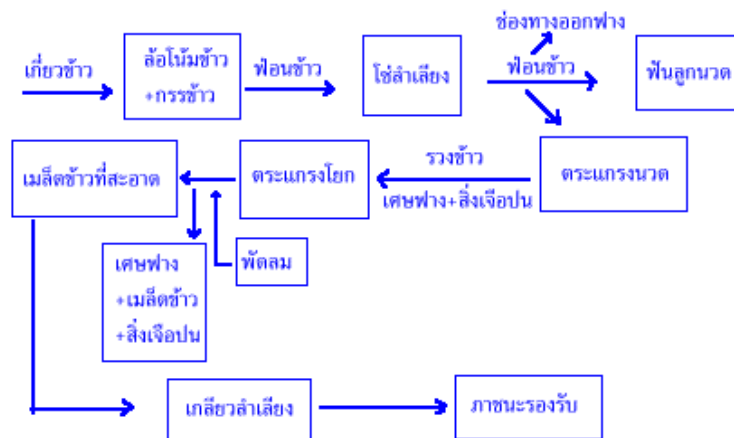 ช่องทางออกฟาง
เกี่ยวข้าว
ล้อโน้มข้าว
+กรรข้าว
ฟ่อนข้าว
โซ่ลำเลียง
ฟ่อนข้าว
ฟันลูกนวด
เมล็ดข้าวที่สะอาด
ตระแกรงโยก
รวงข้าว
เศษฟาง+สิ่งเจือปน
ตระแกรงนวด
เศษฟาง
+เมล็ดข้าว
+สิ่งเจือปน
พัดลม
เกลียวลำเลียง
ภาชนะรองรับ